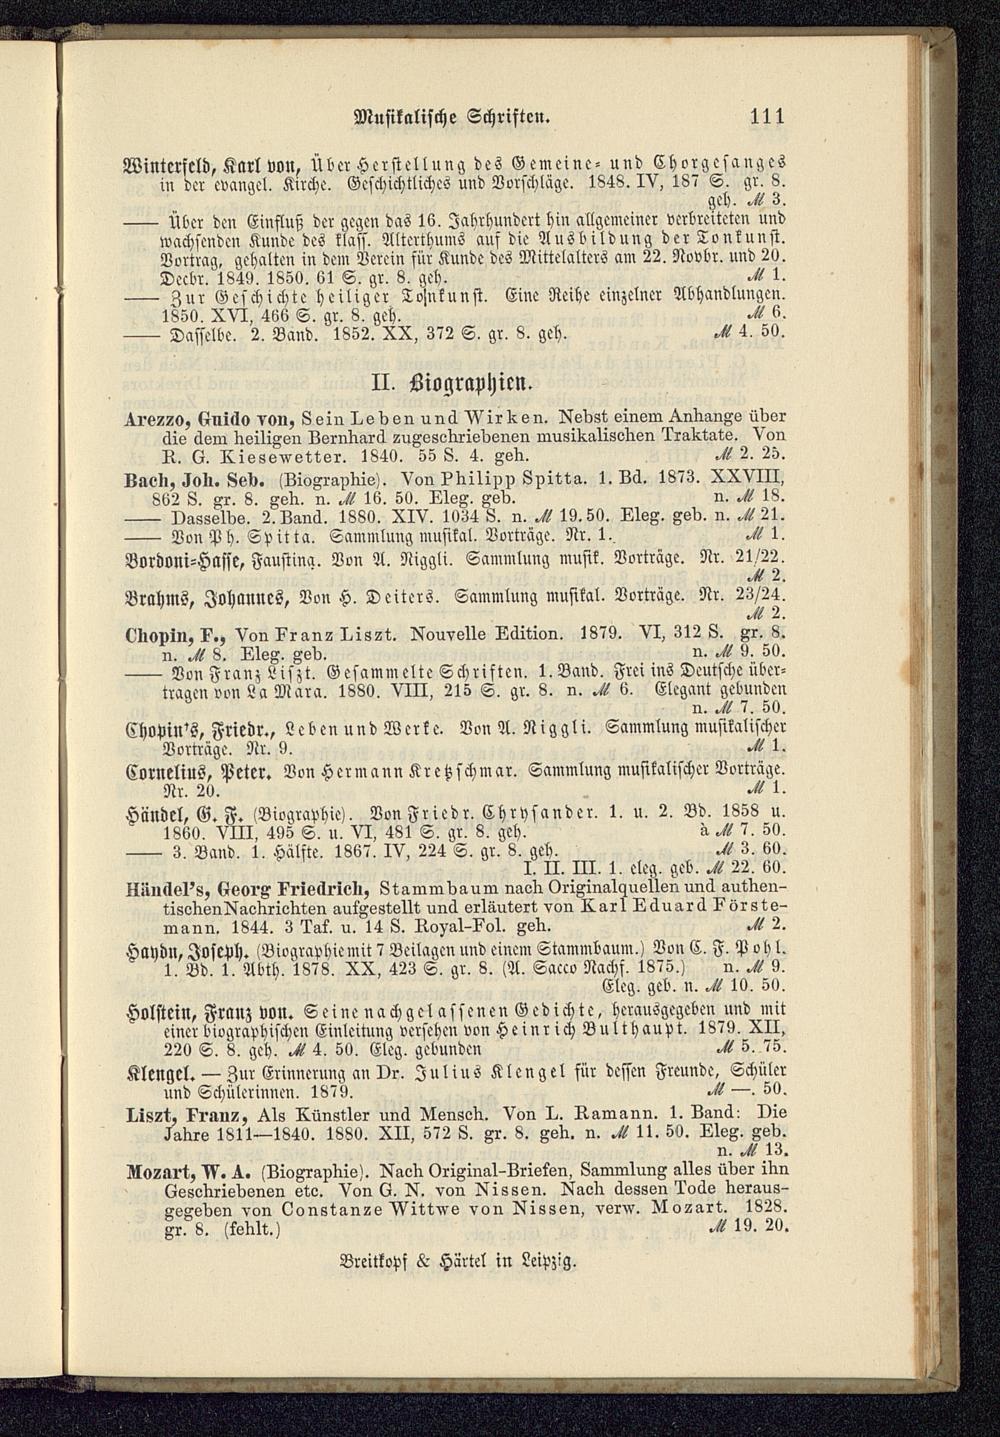 Musikalische Schriften. 111
Winterfeld, Karl von, Über Herstellung des Gemeine- und Chorgesanges
in der evangel. Kirche. Geschichtliches und Vorschläge. 1848. IV, 187 S. gr. 8.
geh. ℳ 3.
—— Über den Einfluß der gegen das 16. Jahrhundert hin allgemeiner verbreiteten und
wachsenden Kunde des klass. Alterthums auf die Ausbildung der Tonkunst.
Vortrag, gehalten in dem Verein für Kunde des Mittelalters am 22. Novbr. und 20.
Decbr. 1849. 1850. 61 S. gr. 8. geh. ℳ 1.
—— Zur Geschichte heiliger Tonkunst. Eine Reihe einzelner Abhandlungen.
1850. XVI, 466 S. gr. 8. geh. ℳ 6.
—— Dasselbe. 2. Band. 1852. XX, 372 S. gr. 8. geh. ℳ 4. 50.
II. Biographien.
Arezzo, Guido von, Sein Leben und Wirken. Nebst einem Anhange über
die dem heiligen Bernhard zugeschriebenen musikalischen Traktate. Von
R. G. Kiesewetter. 1840. 55 S. 4. geh. ℳ 2. 25.
Bach, Joh. Seb. (Biographie). Von Philipp Spitta. 1. Bd. 1873. XXVIII,
862 S. gr. 8. geh. n. ℳ 16. 50. Eleg. geb. n. ℳ 18.
—— Dasselbe. 2. Band. 1880. XIV. 1034 S. n. ℳ 19.50. Eleg. geb. n. ℳ 21.
—— Von Ph. Spitta. Sammlung musikal. Vorträge. Nr. 1. ℳ 1.
Bordoni-Hasse, Faustina. Von A. Niggli. Sammlung musik. Vorträge. Nr. 21/22.
ℳ 2.
Brahms, Johannes, Von H. Deiters. Sammlung musikal. Vorträge. Nr. 23/24.
ℳ 2.
Chopin, F., Von Franz Liszt. Nouvelle Edition. 1879. VI, 312 S. gr. 8.
n. ℳ 8. Eleg. geb. n. ℳ 9. 50.
—— Von Franz Liszt. Gesammelte Schriften. 1. Band. Frei ins Deutsche über-
tragen von La Mara. 1880. VIII, 215 S. gr. 8. n. ℳ 6. Elegant gebunden
n. ℳ 7. 50.
Chopin's, Friedr., Leben und Werke. Von A. Niggli. Sammlung musikalischer
Vorträge. Nr. 9. ℳ 1.
Cornelius, Peter. Von Hermann Kretzschmar. Sammlung musikalischer Vorträge.
Nr. 20. ℳ 1.
Händel, G. F. (Biographie). Von Friedr. Chrysander. 1. u. 2. Bd. 1858 u.
1860. VIII, 495 S. u. VI, 481 S. gr. 8. geh. à ℳ 7. 50.
—— 3. Band. 1. Hälfte. 1867. IV, 224 S. gr. 8. geh. ℳ 3. 60.
I. II. III. 1. eleg. geb. ℳ 22. 60.
Händel's, Georg Friedrich, Stammbaum nach Originalquellen und authen-
tischen Nachrichten aufgestellt und erläutert von Karl Eduard Förste-
mann. 1844. 3 Taf. u. 14 S. Royal-Fol. geh. ℳ 2.
Haydn, Joseph. (Biographie mit 7 Beilagen und einem Stammbaum.) Von C. F. Pohl.
1. Bd. 1. Abth. 1878. XX, 423 S. gr. 8. (A. Sacco Nachf. 1875.) n. ℳ 9.
Eleg. geb. n. ℳ 10. 50.
Holstein, Franz von. Seine nachgelassenen Gedichte, herausgegeben und mit
einer biographischen Einleitung versehen von Heinrich Bulthaupt. 1879. XII,
220 S. 8. geh. ℳ 4. 50. Eleg. gebunden ℳ 5. 75.
Klengel. — Zur Erinnerung an Dr. Julius Klengel für dessen Freunde, Schüler
und Schülerinnen. 1879. ℳ —. 50.
Liszt, Franz, Als Künstler und Mensch. Von L. Ramann. 1. Band: Die
Jahre 1811—1840. 1880. XII, 572 S. gr. 8. geh. n. ℳ 11. 50. Eleg. geb.
n. ℳ 13.
Mozart, W. A. (Biographie). Nach Original-Briefen, Sammlung alles über ihn
Geschriebenen etc. Von G. N. von Nissen. Nach dessen Tode heraus-
gegeben von Constanze Wittwe von Nissen, verw. Mozart. 1828.
gr. 8. (fehlt.) ℳ 19. 20.
Breitkopf & Härtel in Leipzig.